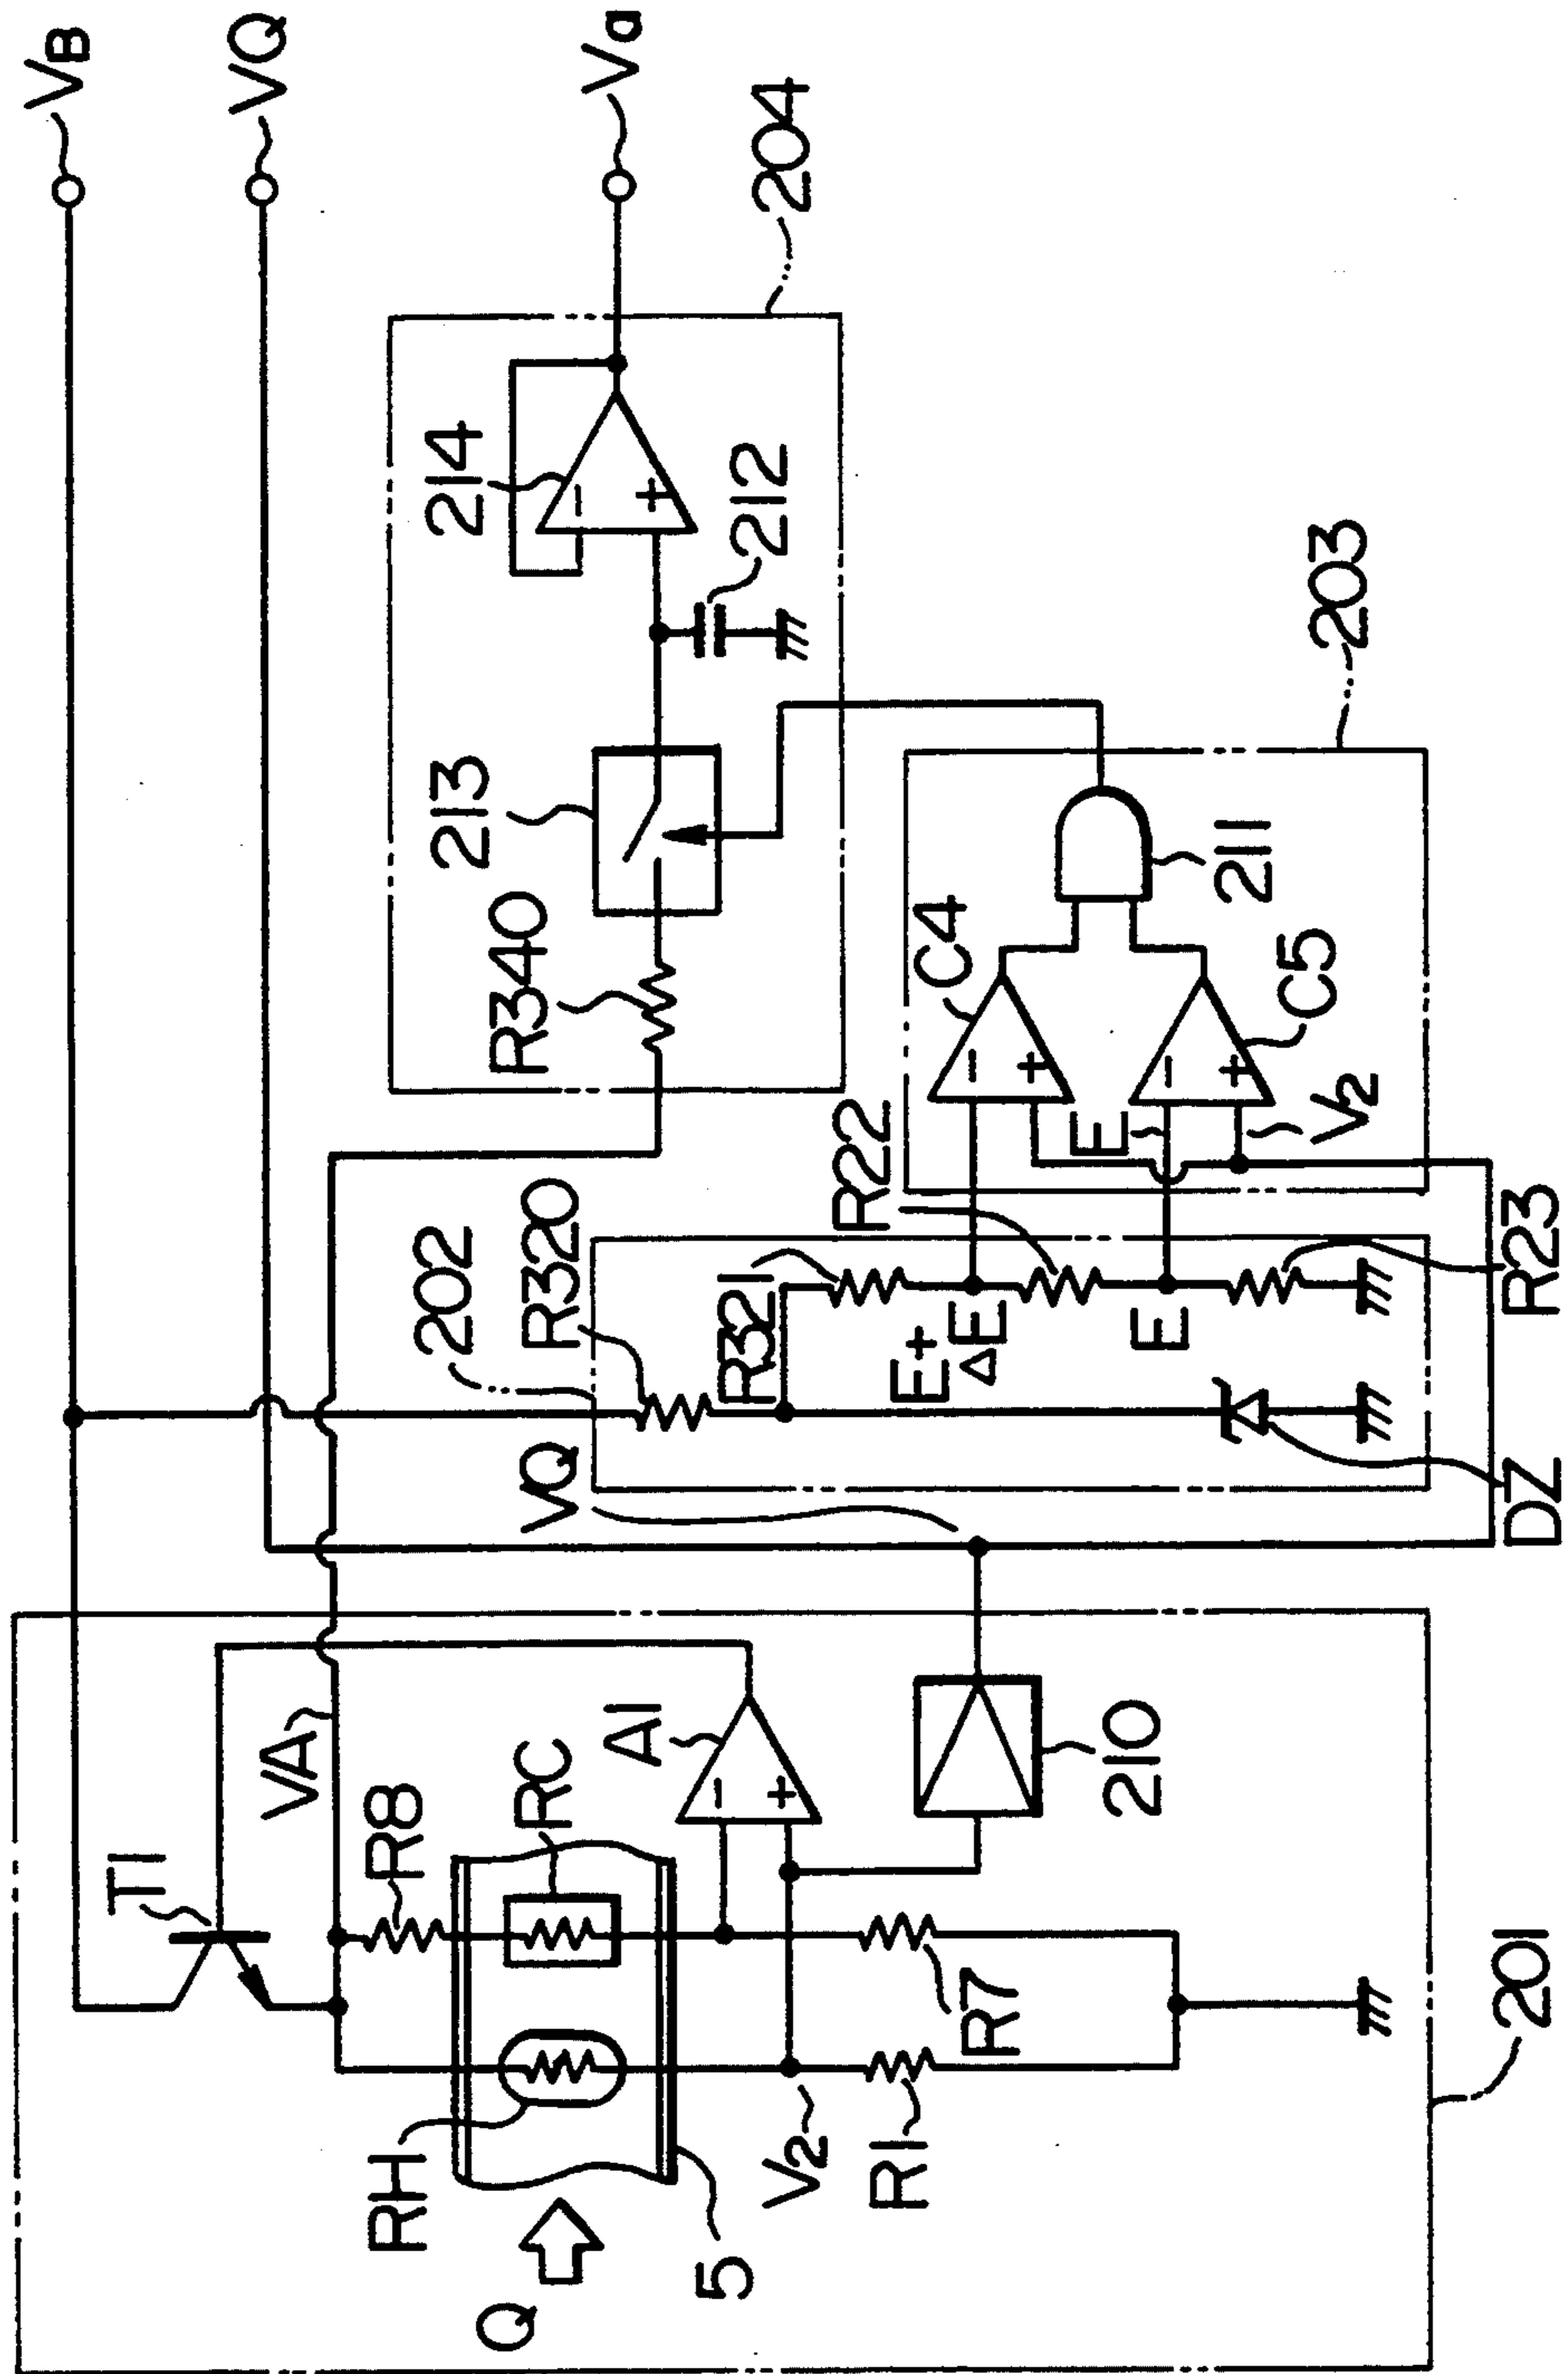 VB
VQ
Va
204
214
212
213
R340
203
211
C4
C5
E
V2
R22
R23
202
R320
R321
E+
ΔE
E
VQ
DZ
T1
VA
R8
RC
A1
210
RH
Q
5
V2
R1
R7
201